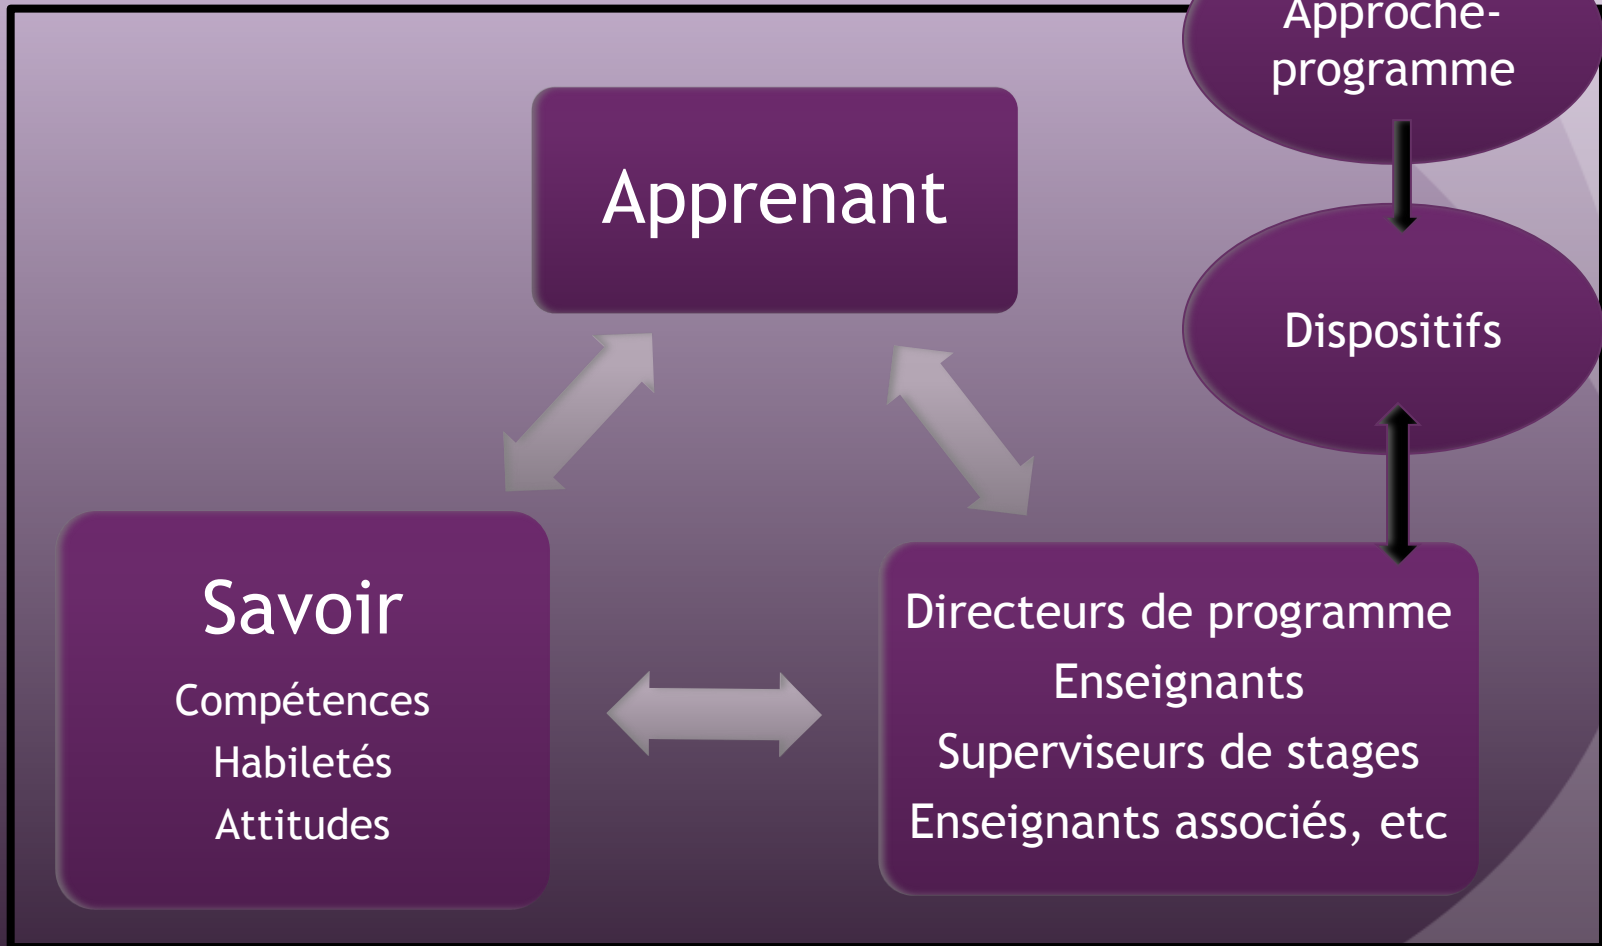 Approche-
programme
Apprenant
Dispositifs
Savoir
Compétences
Habiletés
Attitudes
Directeurs de programme
Enseignants
Superviseurs de stages
Enseignants associés, etc